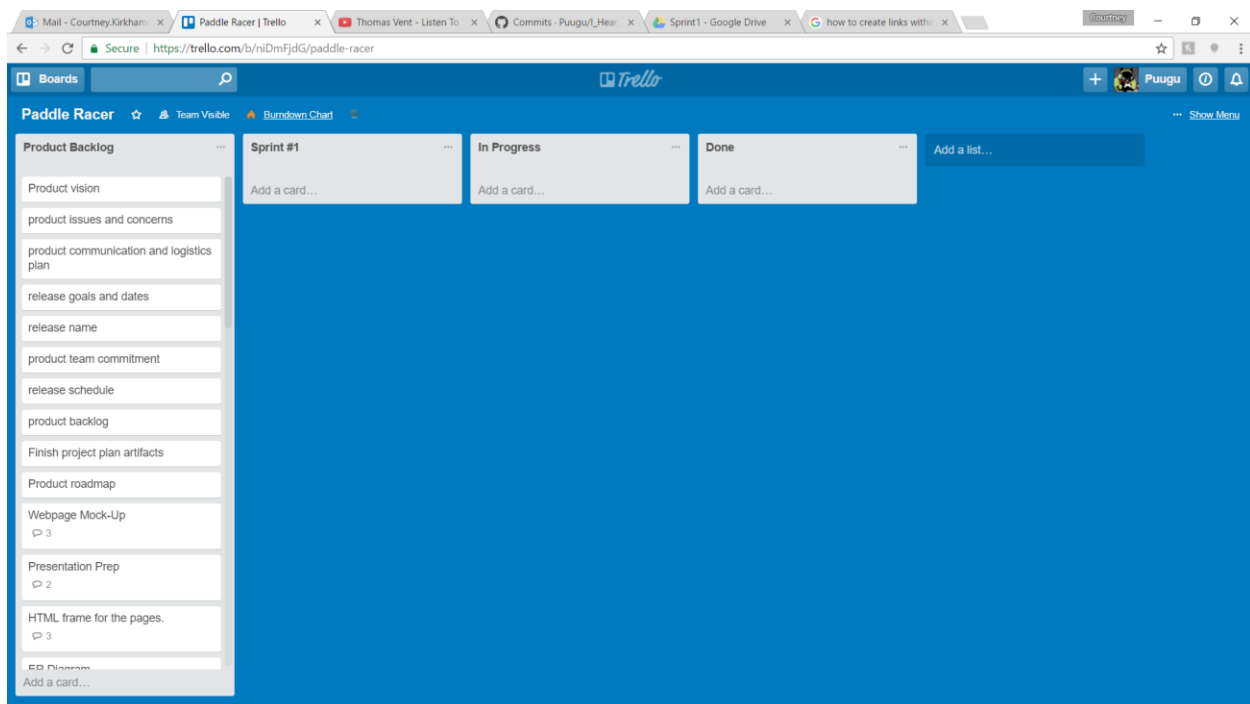 Mail - Courtney.Kirkham
Paddle Racer | Trello
Thomas Vent - Listen To
Commits · Puugu/I_Hear
Sprint1 - Google Drive
how to create links withi
Courtney
Secure | https://trello.com/b/niDmFjdG/paddle-racer
Boards
Trello
Puugu
Paddle Racer
Team Visible
Burndown Chart
Show Menu
Product Backlog
Product vision
product issues and concerns
product communication and logistics
plan
release goals and dates
release name
product team commitment
release schedule
product backlog
Finish project plan artifacts
Product roadmap
Webpage Mock-Up
3
Presentation Prep
2
HTML frame for the pages.
3
ER Diagram
Add a card...
Sprint #1
Add a card...
In Progress
Add a card...
Done
Add a card...
Add a list...